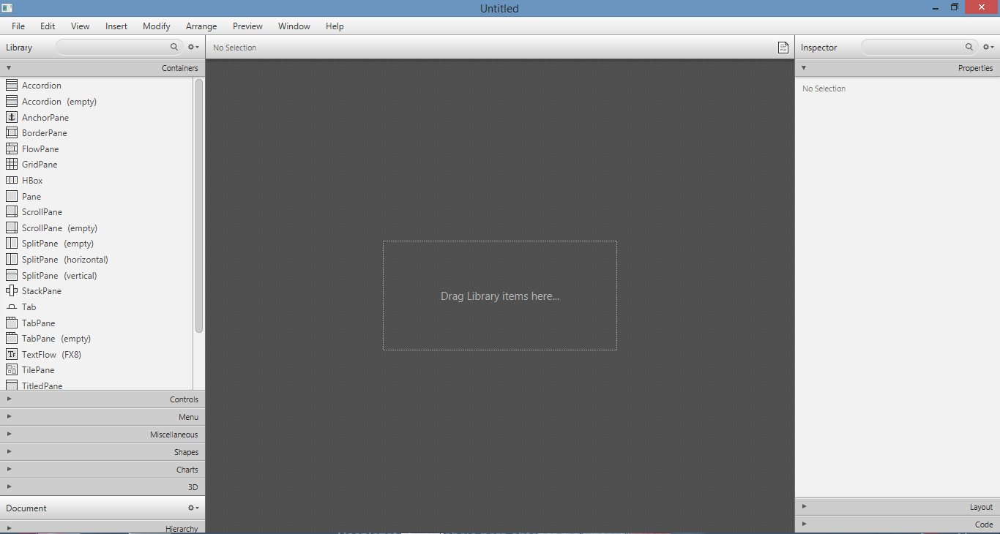 Untitled
File Edit View Insert Modify Arrange Preview Window Help
Library
No Selection
Inspector
Containers
Properties
Accordion
Accordion (empty)
AnchorPane
BorderPane
FlowPane
GridPane
HBox
Pane
ScrollPane
ScrollPane (empty)
SplitPane (empty)
SplitPane (horizontal)
SplitPane (vertical)
StackPane
Tab
TabPane
TabPane (empty)
TextFlow (FX8)
TilePane
TitledPane
Controls
Menu
Miscellaneous
Shapes
Charts
3D
Document
Hierarchy
Drag Library items here...
No Selection
Layout
Code